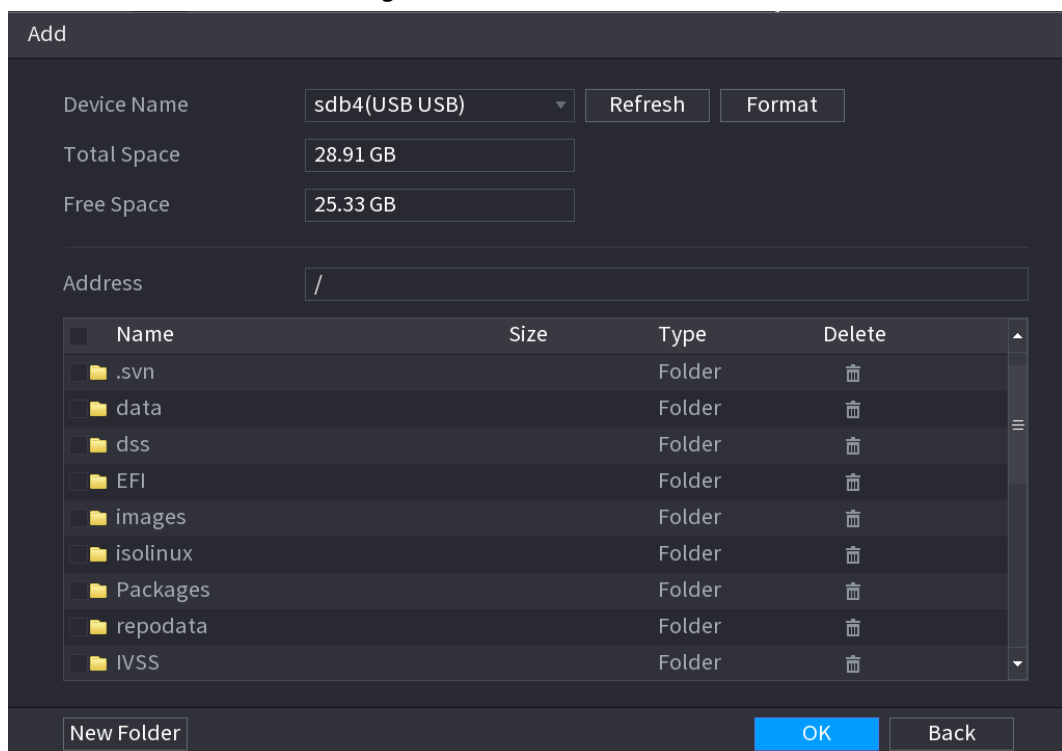 Add
Device Name sdb4(USB USB) Refresh Format
Total Space 28.91 GB
Free Space 25.33 GB
Address /
Name Size Type Delete
.svn Folder
data Folder
dss Folder
EFI Folder
images Folder
isolinux Folder
Packages Folder
repodata Folder
IVSS Folder
New Folder OK Back